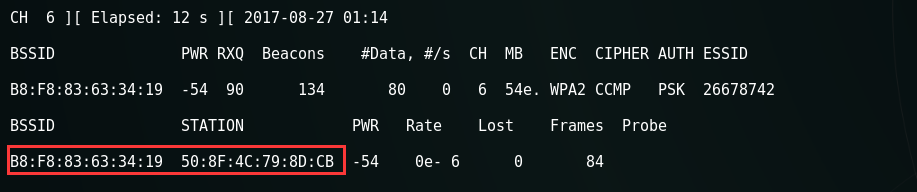 CH  6 ][ Elapsed: 12 s ][ 2017-08-27 01:14
BSSID              PWR RXQ  Beacons    #Data, #/s  CH  MB   ENC  CIPHER AUTH ESSID
B8:F8:83:63:34:19  -54  90      134       80    0   6  54e. WPA2 CCMP   PSK  26678742
BSSID              STATION            PWR   Rate    Lost    Frames  Probe
B8:F8:83:63:34:19  50:8F:4C:79:8D:CB  -54    0e- 6      0       84